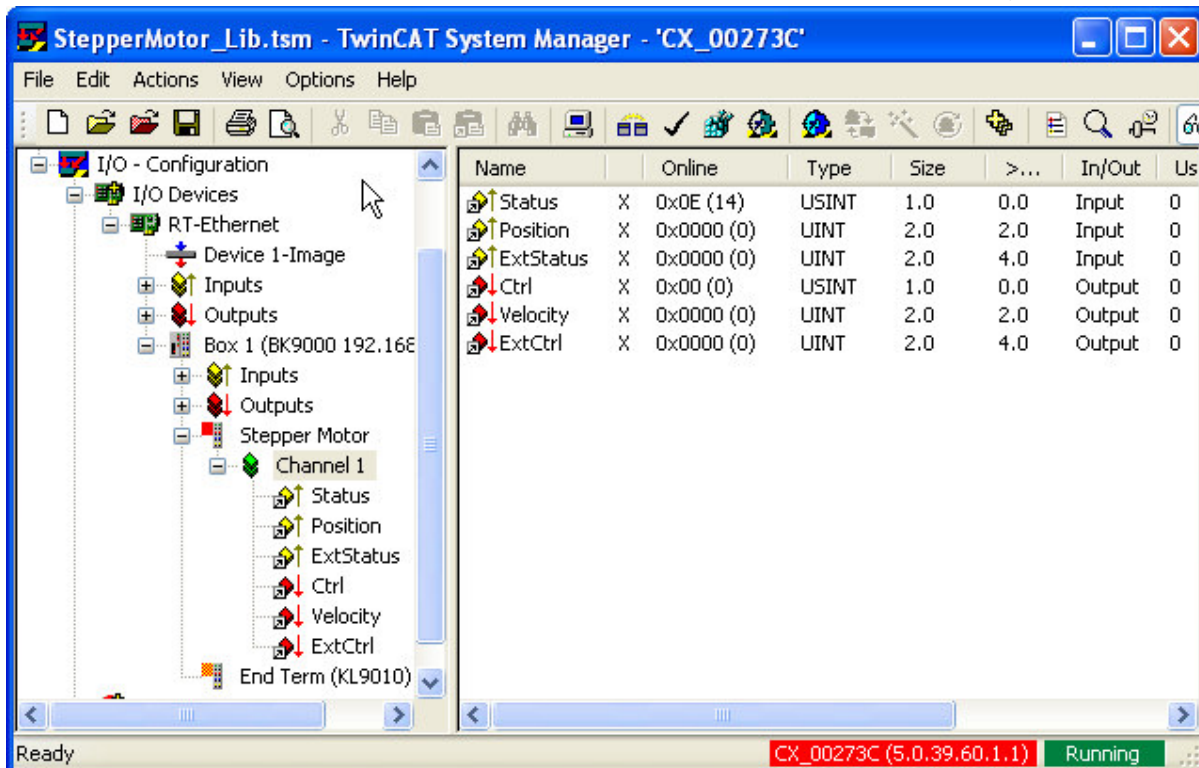 StepperMotor_Lib.tsm - TwinCAT System Manager - 'CX_00273C'
File Edit Actions View Options Help
I/O - Configuration
I/O Devices
RT-Ethernet
Device 1-Image
Inputs
Outputs
Box 1 (BK9000 192.168
Inputs
Outputs
Stepper Motor
Channel 1
Status
Position
ExtStatus
Ctrl
Velocity
ExtCtrl
End Term (KL9010)
Name Online Type Size >... In/Out Us
Status X 0x0E (14) USINT 1.0 0.0 Input 0
Position X 0x0000 (0) UINT 2.0 2.0 Input 0
ExtStatus X 0x0000 (0) UINT 2.0 4.0 Input 0
Ctrl X 0x00 (0) USINT 1.0 0.0 Output 0
Velocity X 0x0000 (0) UINT 2.0 2.0 Output 0
ExtCtrl X 0x0000 (0) UINT 2.0 4.0 Output 0
Ready CX_00273C (5.0.39.60.1.1) Running